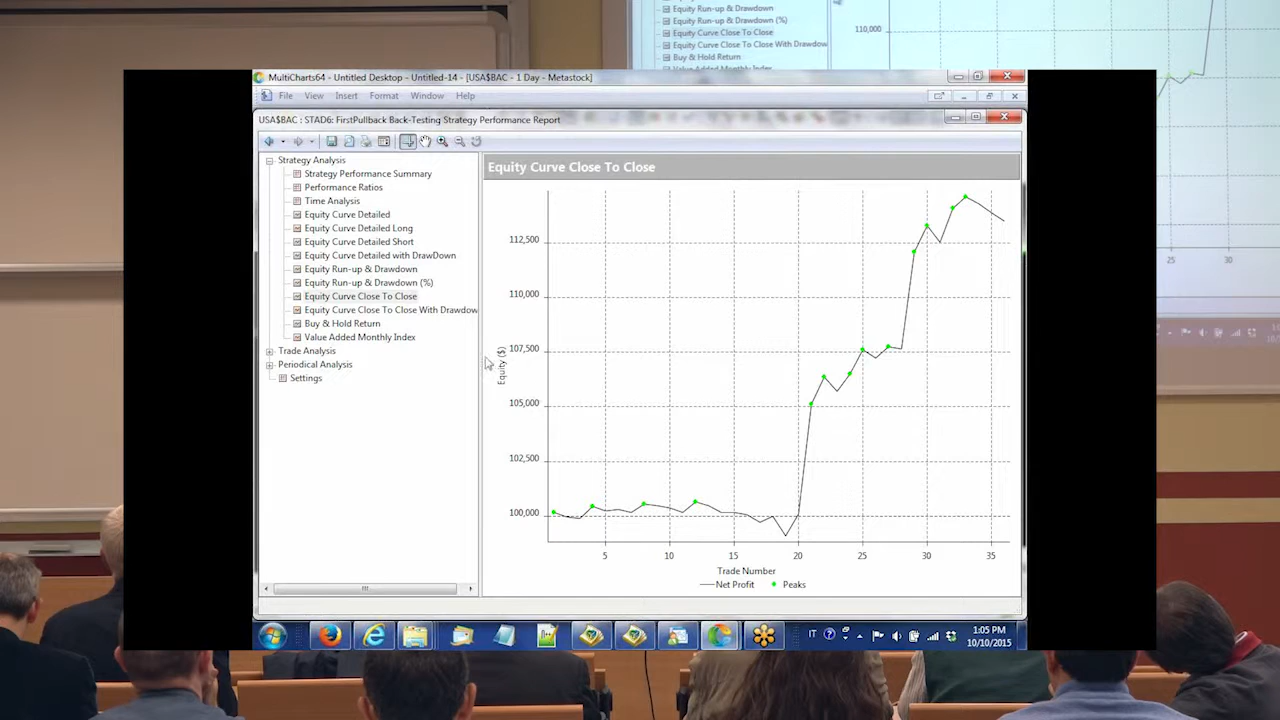 Equity Run-up & Drawdown
Equity Run-up & Drawdown (%)
Equity Curve Close To Close
Equity Curve Close To Close With Drawdow
Buy & Hold Return
Value Added Monthly Index
110,000
25
30
MultiCharts64 - Untitled Desktop - Untitled-14 - [USA$BAC - 1 Day - Metastock]
File View Insert Format Window Help
USA$BAC : STAD6: FirstPullback Back-Testing Strategy Performance Report
Strategy Analysis
Strategy Performance Summary
Performance Ratios
Time Analysis
Equity Curve Detailed
Equity Curve Detailed Long
Equity Curve Detailed Short
Equity Curve Detailed with DrawDown
Equity Run-up & Drawdown
Equity Run-up & Drawdown (%)
Equity Curve Close To Close
Equity Curve Close To Close With Drawdow
Buy & Hold Return
Value Added Monthly Index
Trade Analysis
Periodical Analysis
Settings
Equity Curve Close To Close
112,500
110,000
107,500
105,000
102,500
100,000
Equity ($)
5 10 15 20 25 30 35
Trade Number
Net Profit Peaks
IT
1:05 PM
10/10/2015